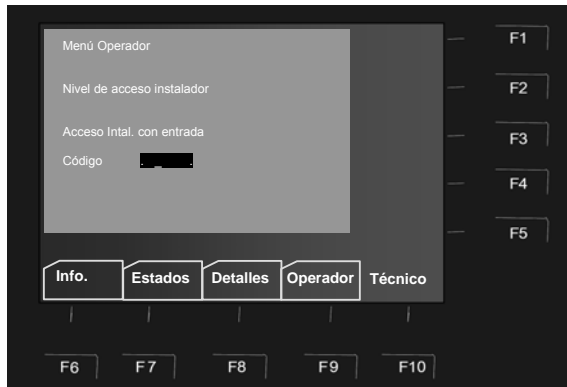 Menú Operador
F1
Nivel de acceso instalador
F2
Acceso Intal. con entrada
F3
Código . _ .
F4
F5
Info. Estados Detalles Operador Técnico
F6 F7 F8 F9 F10